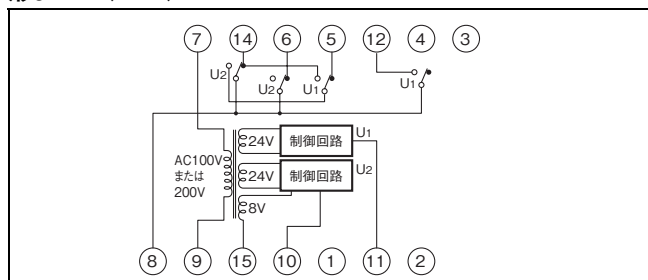 ⑦ ⑭ ⑥ ⑤ ⑫ ④ ③
U2 U2 U1 U1
24V 制御回路 U1
AC100V
または
200V
24V 制御回路 U2
8V
⑧ ⑨ ⑮ ⑩ ① ⑪ ②